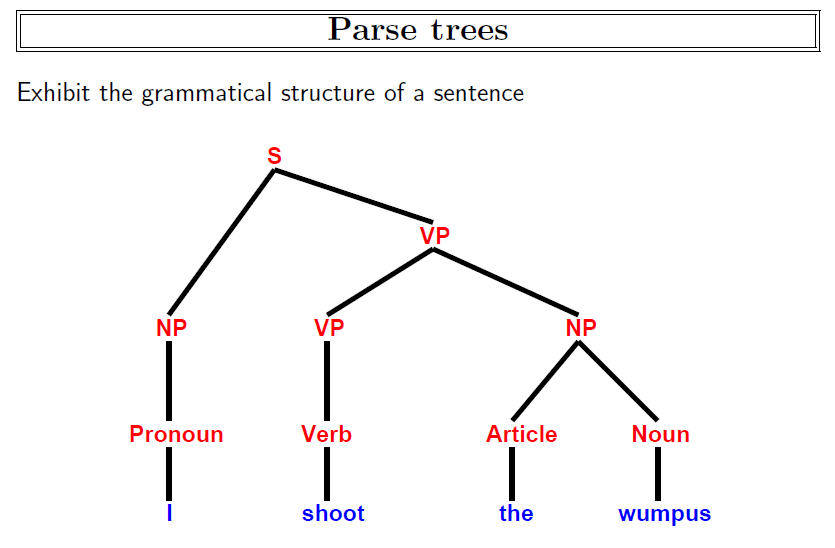 Parse trees
Exhibit the grammatical structure of a sentence
S
VP
NP VP NP
Pronoun Verb Article Noun
I shoot the wumpus